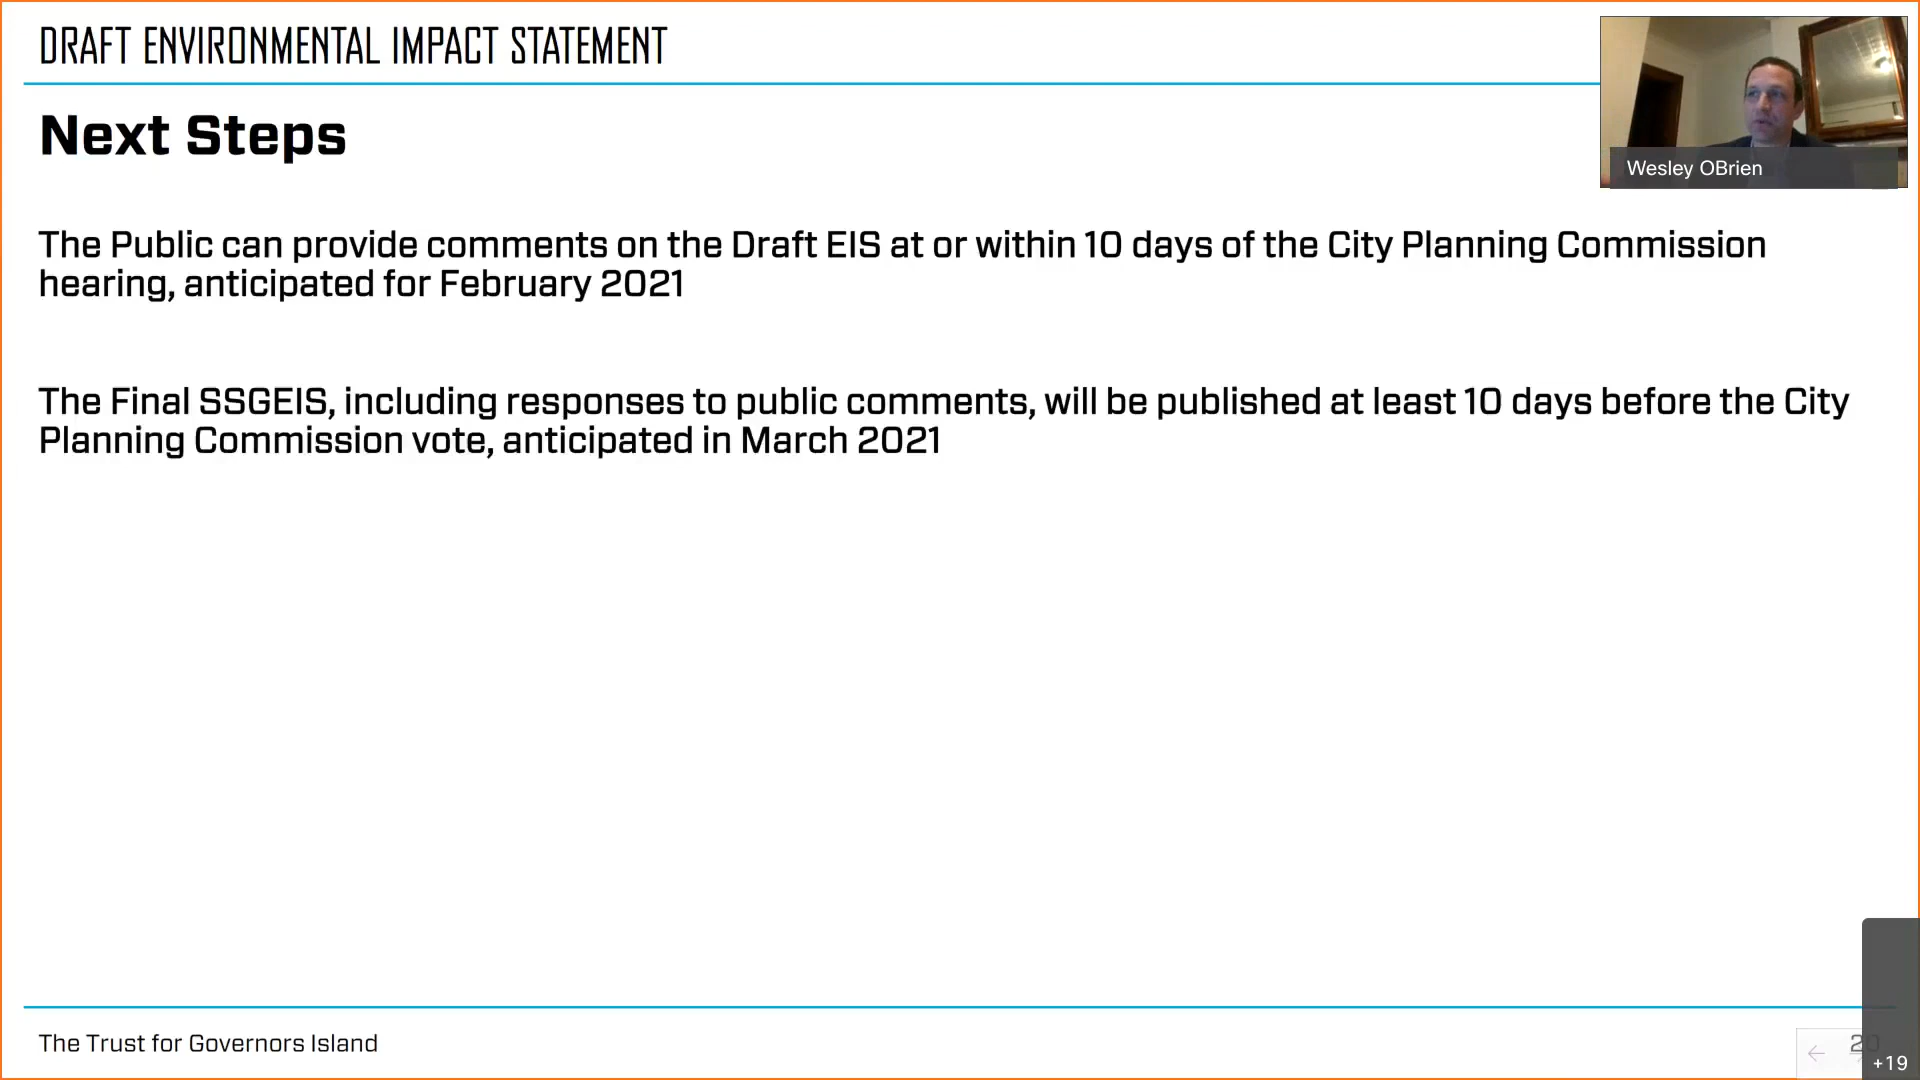 DRAFT ENVIRONMENTAL IMPACT STATEMENT
Next Steps
Wesley OBrien
The Public can provide comments on the Draft EIS at or within 10 days of the City Planning Commission
hearing, anticipated for February 2021
The Final SSGEIS, including responses to public comments, will be published at least 10 days before the City
Planning Commission vote, anticipated in March 2021
The Trust for Governors Island
20
+19